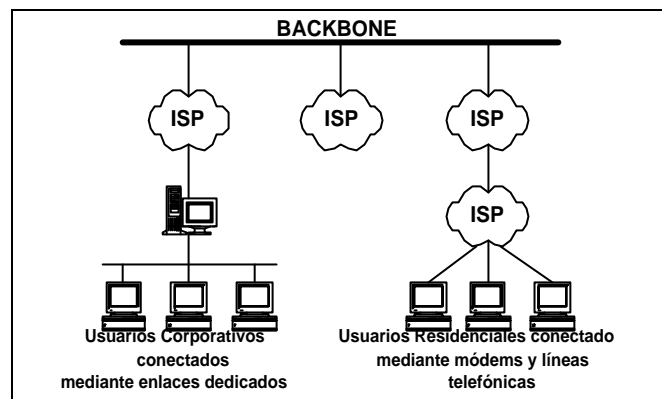 BACKBONE
ISP
ISP
ISP
ISP
Usuarios Corporativos
conectados
mediante enlaces dedicados
Usuarios Residenciales conectado
mediante módems y líneas
telefónicas